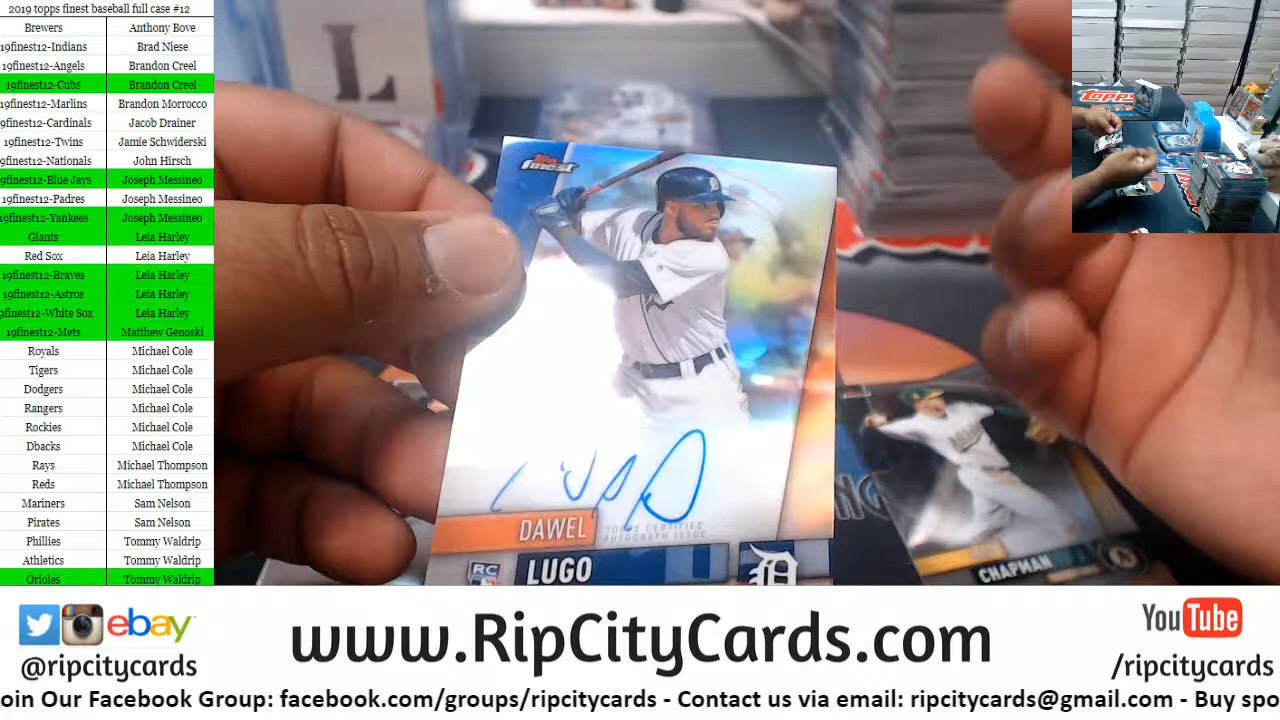 2019 topps finest baseball full case #12
Brewers Anthony Bove
19finest12-Indians Brad Niese
19finest12-Angels Brandon Creel
19finest12-Cubs Brandon Creel
19finest12-Marlins Brandon Morrocco
19finest12-Cardinals Jacob Drainer
19finest12-Twins Jamie Schwiderski
9finest12-Nationals John Hirsch
9finest12-Blue Jays Joseph Messineo
19finest12-Padres Joseph Messineo
19finest12-Yankees Joseph Messineo
Giants Leia Harley
Red Sox Leia Harley
19finest12-Braves Leia Harley
19finest12-Astros Leia Harley
9finest12-White Sox Leia Harley
19finest12-Mets Matthew Genoski
Royals Michael Cole
Tigers Michael Cole
Dodgers Michael Cole
Rangers Michael Cole
Rockies Michael Cole
Dbacks Michael Cole
Rays Michael Thompson
Reds Michael Thompson
Mariners Sam Nelson
Pirates Sam Nelson
Phillies Tommy Waldrip
Athletics Tommy Waldrip
Orioles Tommy Waldrip
Topps
finest
DAWEL
TOPPS CERTIFIED
AUTOGRAPH ISSUE
RC
LUGO
CHAPMAN
Topps
ebay
@ripcitycards
www.RipCityCards.com
YouTube
/ripcitycards
oin Our Facebook Group: facebook.com/groups/ripcitycards - Contact us via email: ripcitycards@gmail.com - Buy spo